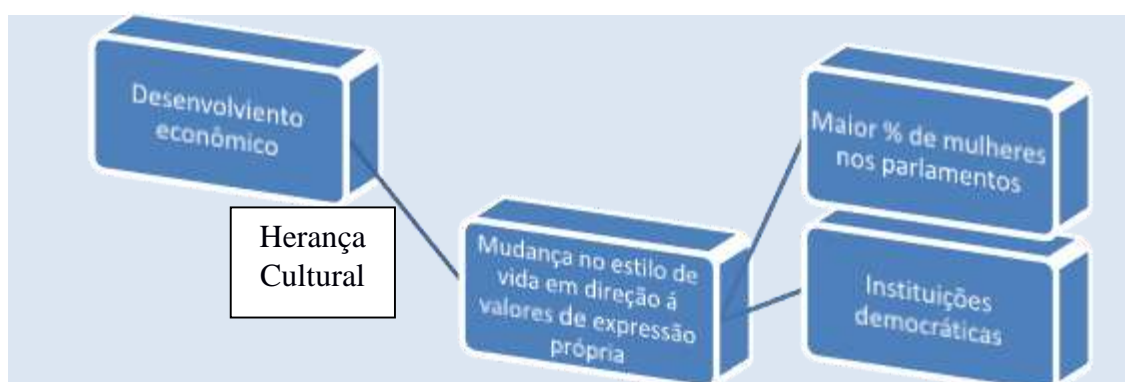 Desenvolviento
econômico
Herança
Cultural
Mudança no estilo de
vida em direção á
valores de expressão
própria
Maior % de mulheres
nos parlamentos
Instituições
democráticas